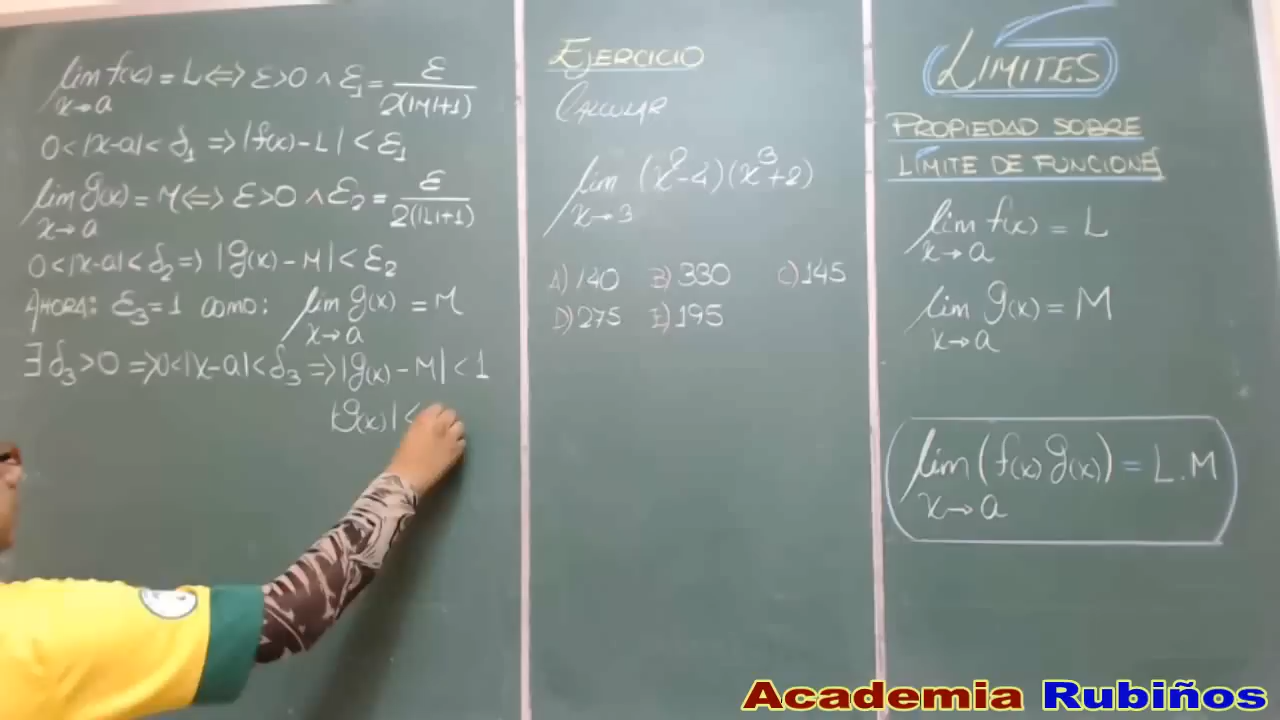 lim f(x) = L ⇔ ε>0 ∧ ε₁ = ε/2(|M|+1)
x→a
0<|x-a|<δ₁ ⇒ |f(x)-L| < ε₁
lim g(x) = M ⇔ ε>0 ∧ ε₂ = ε/2(|L|+1)
x→a
0<|x-a|<δ₂ ⇒ |g(x)-M| < ε₂
AHORA: ε₃=1 como: lim g(x) = M
x→a
∃ δ₃>0 ⇒ 0<|x-a|<δ₃ ⇒ |g(x)-M| < 1
|g(x)| <
EJERCICIO
CALCULAR
lim (x²-4)(x³+2)
x→3
A) 140 B) 330 C) 145
D) 275 E) 195
LÍMITES
PROPIEDAD SOBRE
LÍMITE DE FUNCIONES
lim f(x) = L
x→a
lim g(x) = M
x→a
lim (f(x) g(x)) = L.M
x→a
Academia Rubiños